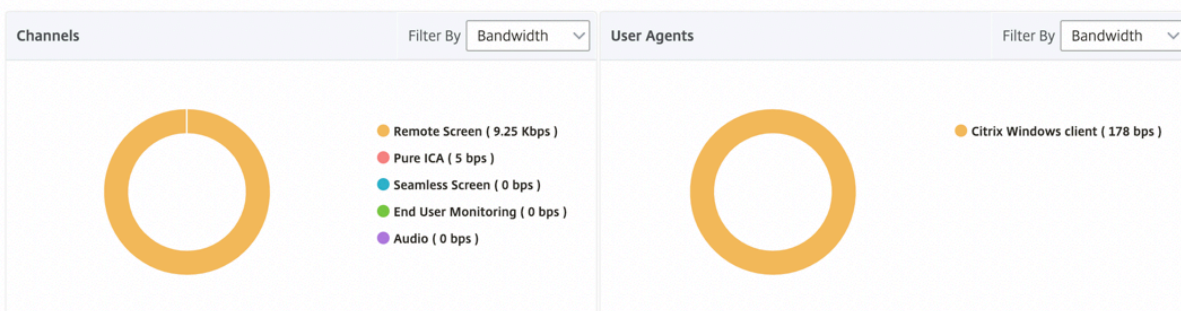 Channels
Filter By Bandwidth
Remote Screen ( 9.25 Kbps )
Pure ICA ( 5 bps )
Seamless Screen ( 0 bps )
End User Monitoring ( 0 bps )
Audio ( 0 bps )
User Agents
Filter By Bandwidth
Citrix Windows client ( 178 bps )